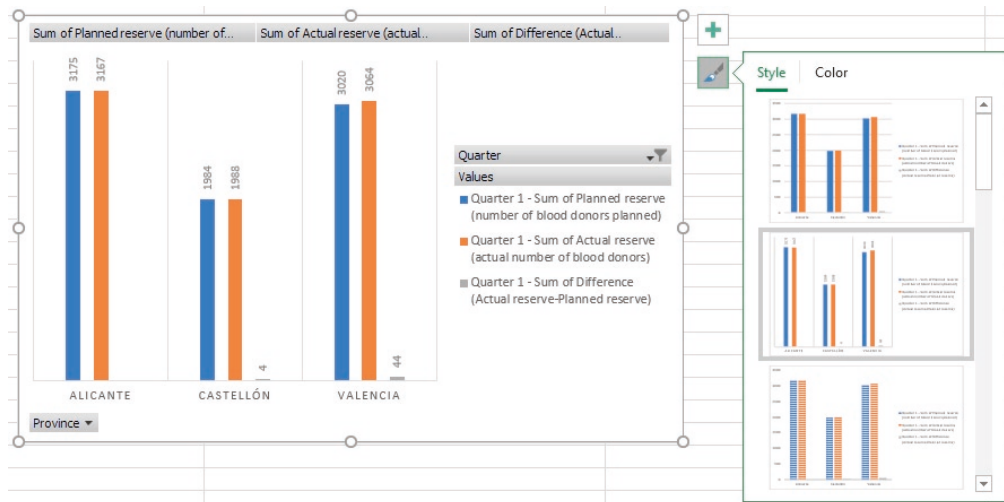 Sum of Planned reserve (number of...
Sum of Actual reserve (actual...
Sum of Difference (Actual...
3175
3167
1984
1988
4
3020
3064
44
ALICANTE
CASTELLÓN
VALENCIA
Province
Quarter
Values
Quarter 1 - Sum of Planned reserve
(number of blood donors planned)
Quarter 1 - Sum of Actual reserve
(actual number of blood donors)
Quarter 1 - Sum of Difference
(Actual reserve-Planned reserve)
Style
Color